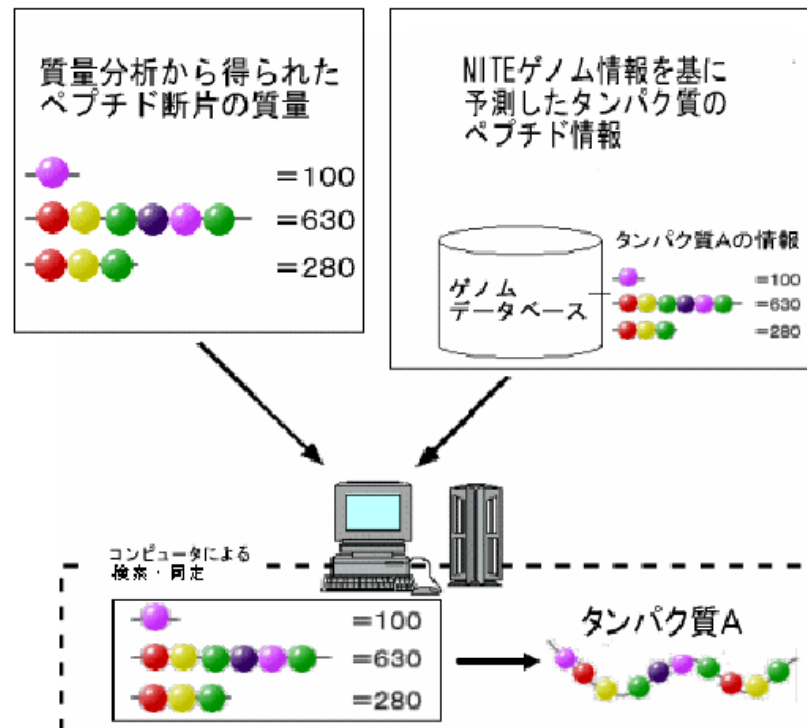 質量分析から得られた
ペプチド断片の質量
=100
=630
=280
NITEゲノム情報を基に
予測したタンパク質の
ペプチド情報
タンパク質Aの情報
ゲノム
データベース
=100
=630
=280
コンピュータによる
検索・同定
=100
=630
=280
タンパク質A